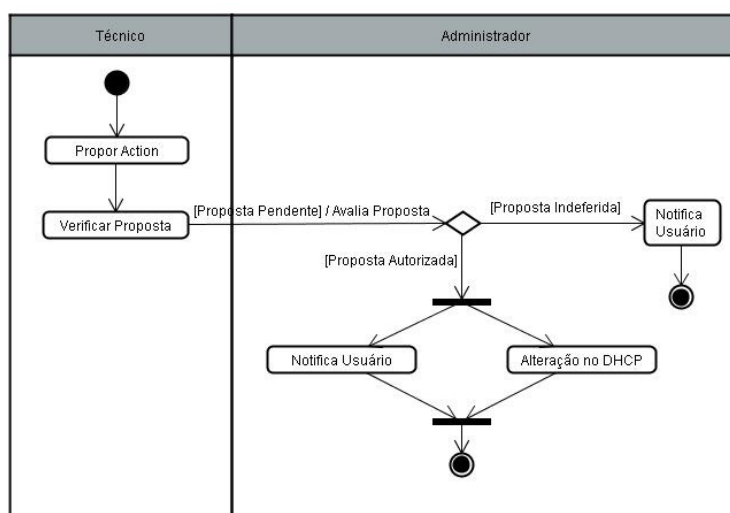 Técnico
Administrador
Propor Action
Verificar Proposta
[Proposta Pendente] / Avalia Proposta
[Proposta Indeferida]
Notifica
Usuário
[Proposta Autorizada]
Notifica Usuário
Alteração no DHCP